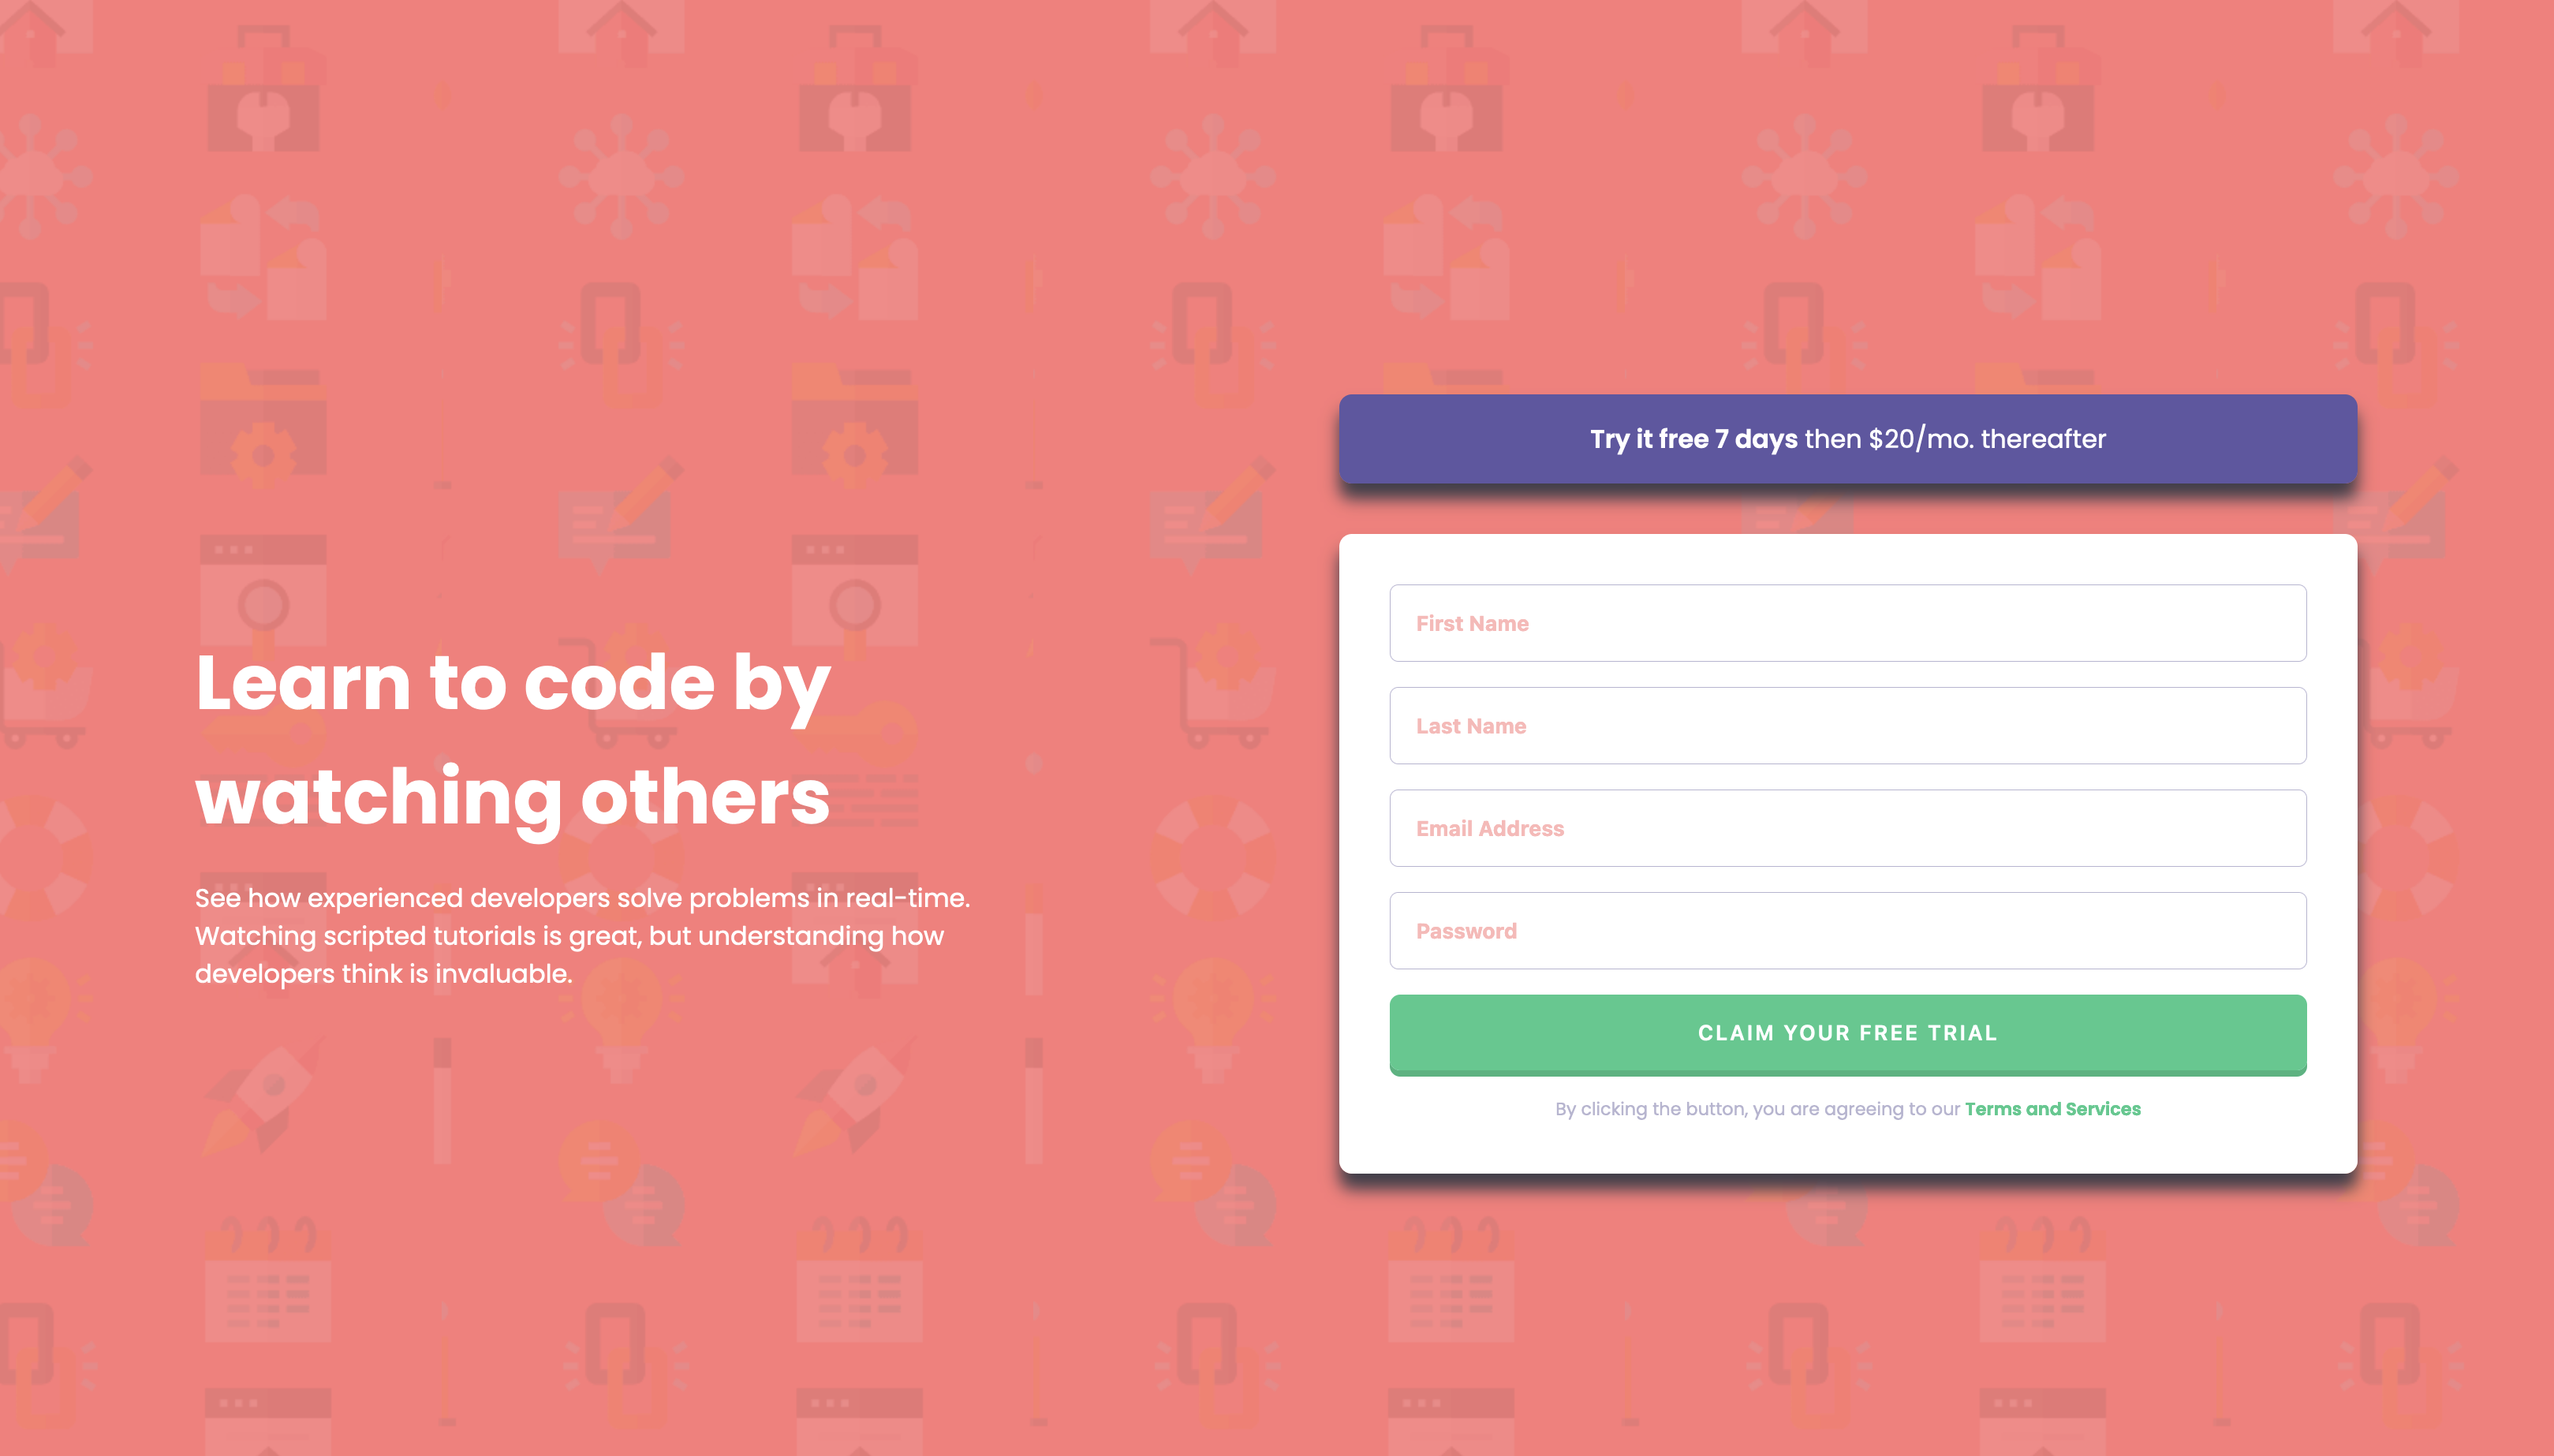 Learn to code by
watching others
See how experienced developers solve problems in real-time.
Watching scripted tutorials is great, but understanding how
developers think is invaluable.
Try it free 7 days then $20/mo. thereafter
First Name
Last Name
Email Address
Password
CLAIM YOUR FREE TRIAL
By clicking the button, you are agreeing to our Terms and Services